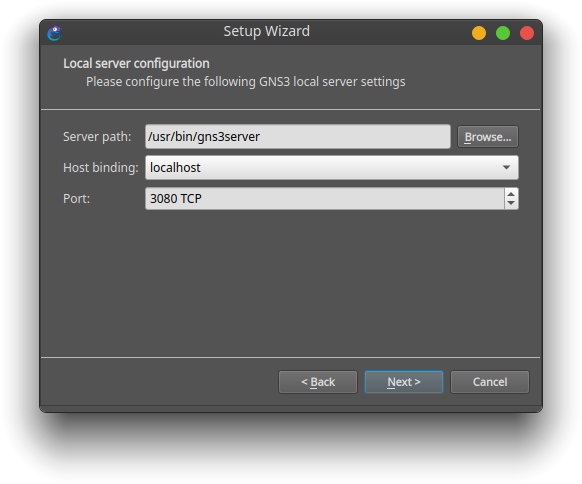 Setup Wizard
Local server configuration
Please configure the following GNS3 local server settings
Server path: /usr/bin/gns3server Browse...
Host binding: localhost
Port: 3080 TCP
< Back Next > Cancel